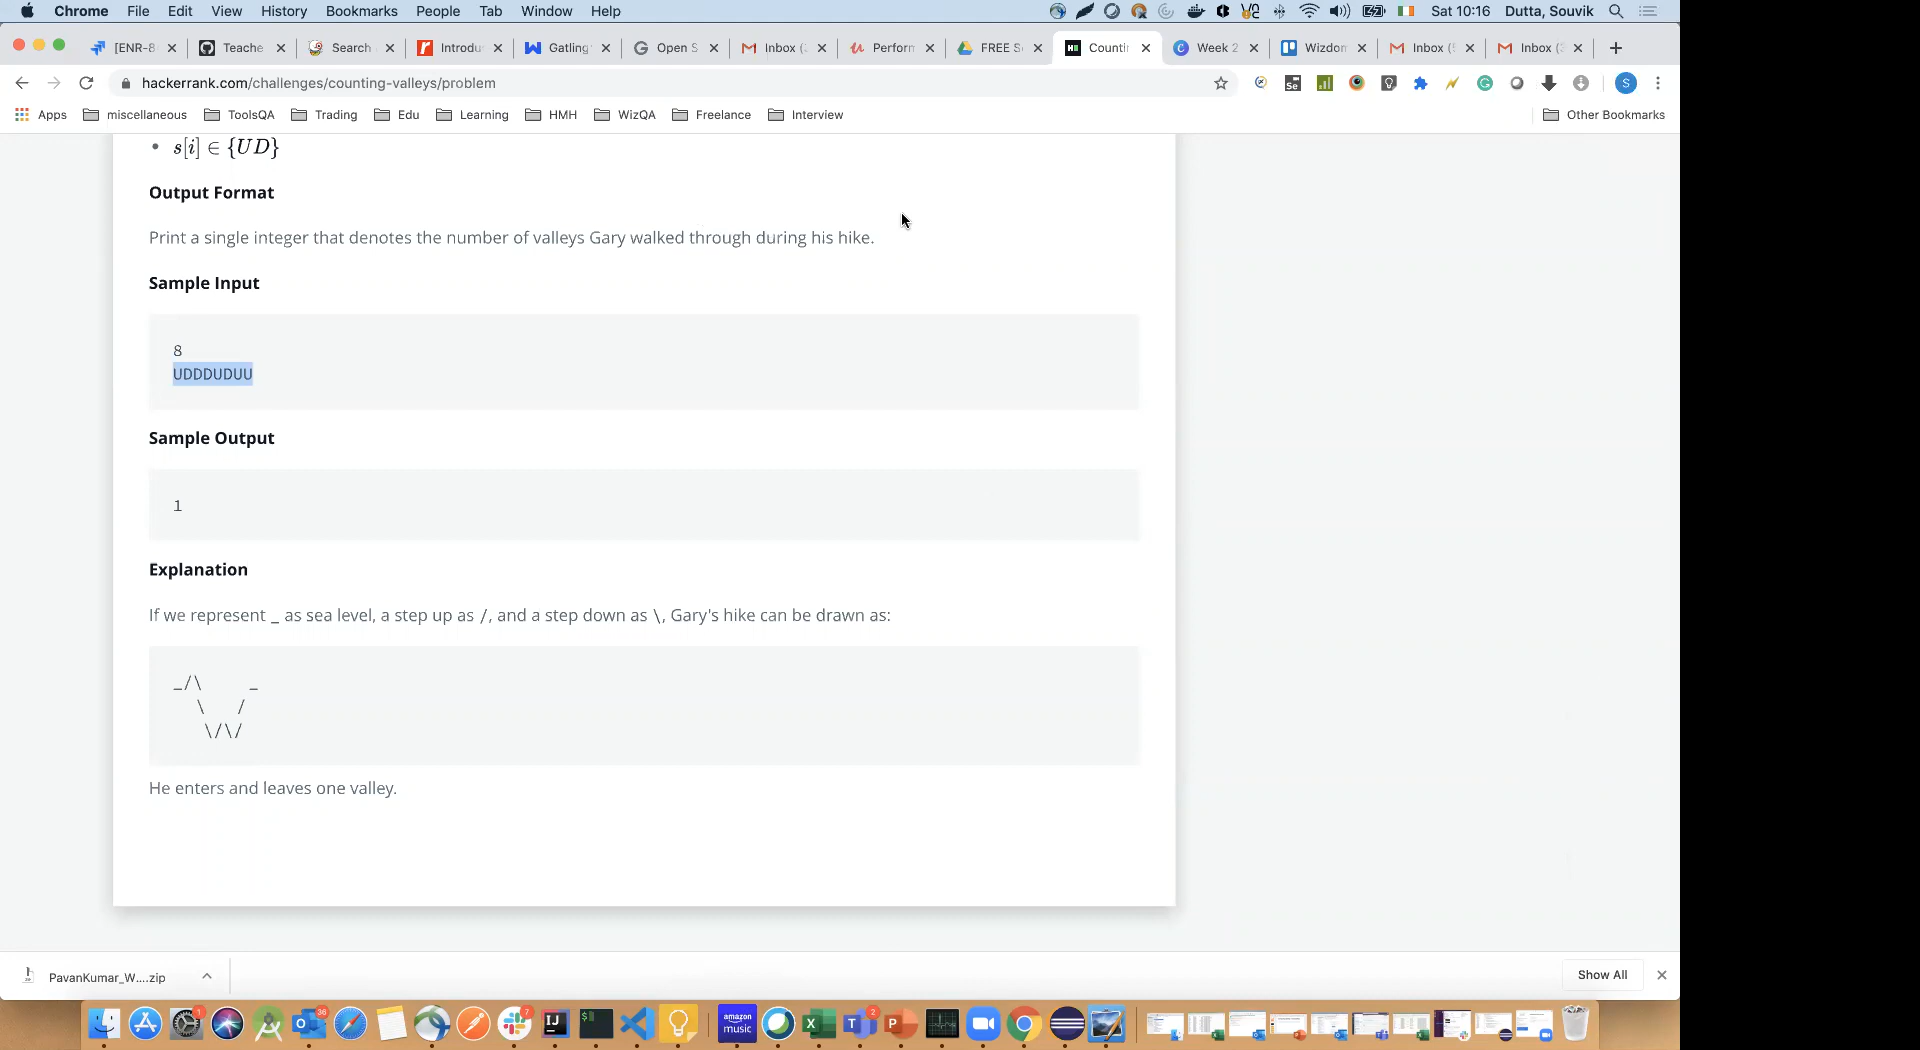 Chrome File Edit View History Bookmarks People Tab Window Help Sat 10:16 Dutta, Souvik
[ENR-8 Teache Search Introdu Gatling Open S Inbox ( Perform FREE S Countin Week 2 Wizdom Inbox ( Inbox (
hackerrank.com/challenges/counting-valleys/problem
Apps miscellaneous ToolsQA Trading Edu Learning HMH WizQA Freelance Interview Other Bookmarks
• s[i] ∈ {UD}
Output Format
Print a single integer that denotes the number of valleys Gary walked through during his hike.
Sample Input
8
UDDDUDUU
Sample Output
1
Explanation
If we represent _ as sea level, a step up as /, and a step down as \, Gary's hike can be drawn as:
_/\      _
   \    /
    \/\/
He enters and leaves one valley.
PavanKumar_W....zip Show All
amazon music